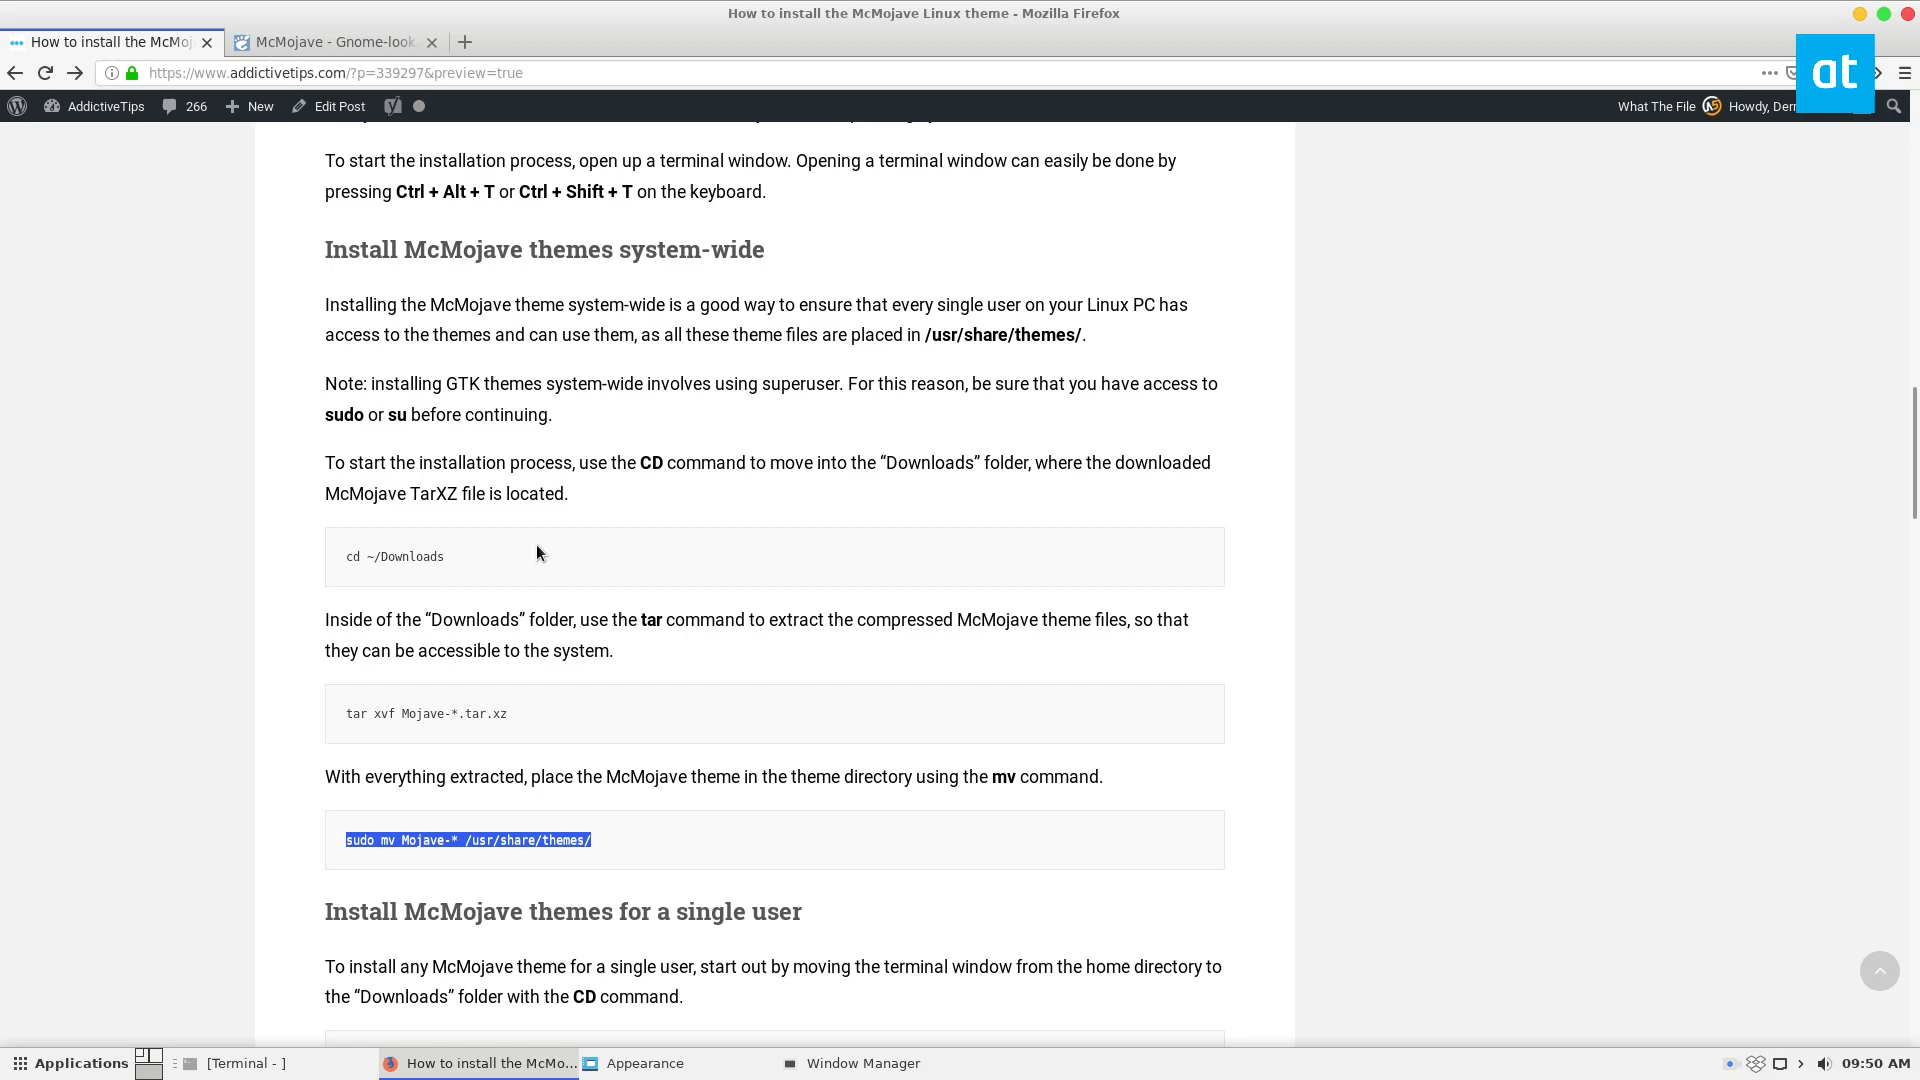 How to install the McMojave Linux theme - Mozilla Firefox
How to install the McMoj
McMojave - Gnome-look.
https://www.addictivetips.com/?p=339297&preview=true
at
AddictiveTips 266 New Edit Post What The File Howdy, Der
To start the installation process, open up a terminal window. Opening a terminal window can easily be done by
pressing Ctrl + Alt + T or Ctrl + Shift + T on the keyboard.
Install McMojave themes system-wide
Installing the McMojave theme system-wide is a good way to ensure that every single user on your Linux PC has
access to the themes and can use them, as all these theme files are placed in /usr/share/themes/.
Note: installing GTK themes system-wide involves using superuser. For this reason, be sure that you have access to
sudo or su before continuing.
To start the installation process, use the CD command to move into the “Downloads” folder, where the downloaded
McMojave TarXZ file is located.
cd ~/Downloads
Inside of the “Downloads” folder, use the tar command to extract the compressed McMojave theme files, so that
they can be accessible to the system.
tar xvf Mojave-*.tar.xz
With everything extracted, place the McMojave theme in the theme directory using the mv command.
sudo mv Mojave-* /usr/share/themes/
Install McMojave themes for a single user
To install any McMojave theme for a single user, start out by moving the terminal window from the home directory to
the “Downloads” folder with the CD command.
Applications [Terminal - ] How to install the McMo... Appearance Window Manager 09:50 AM